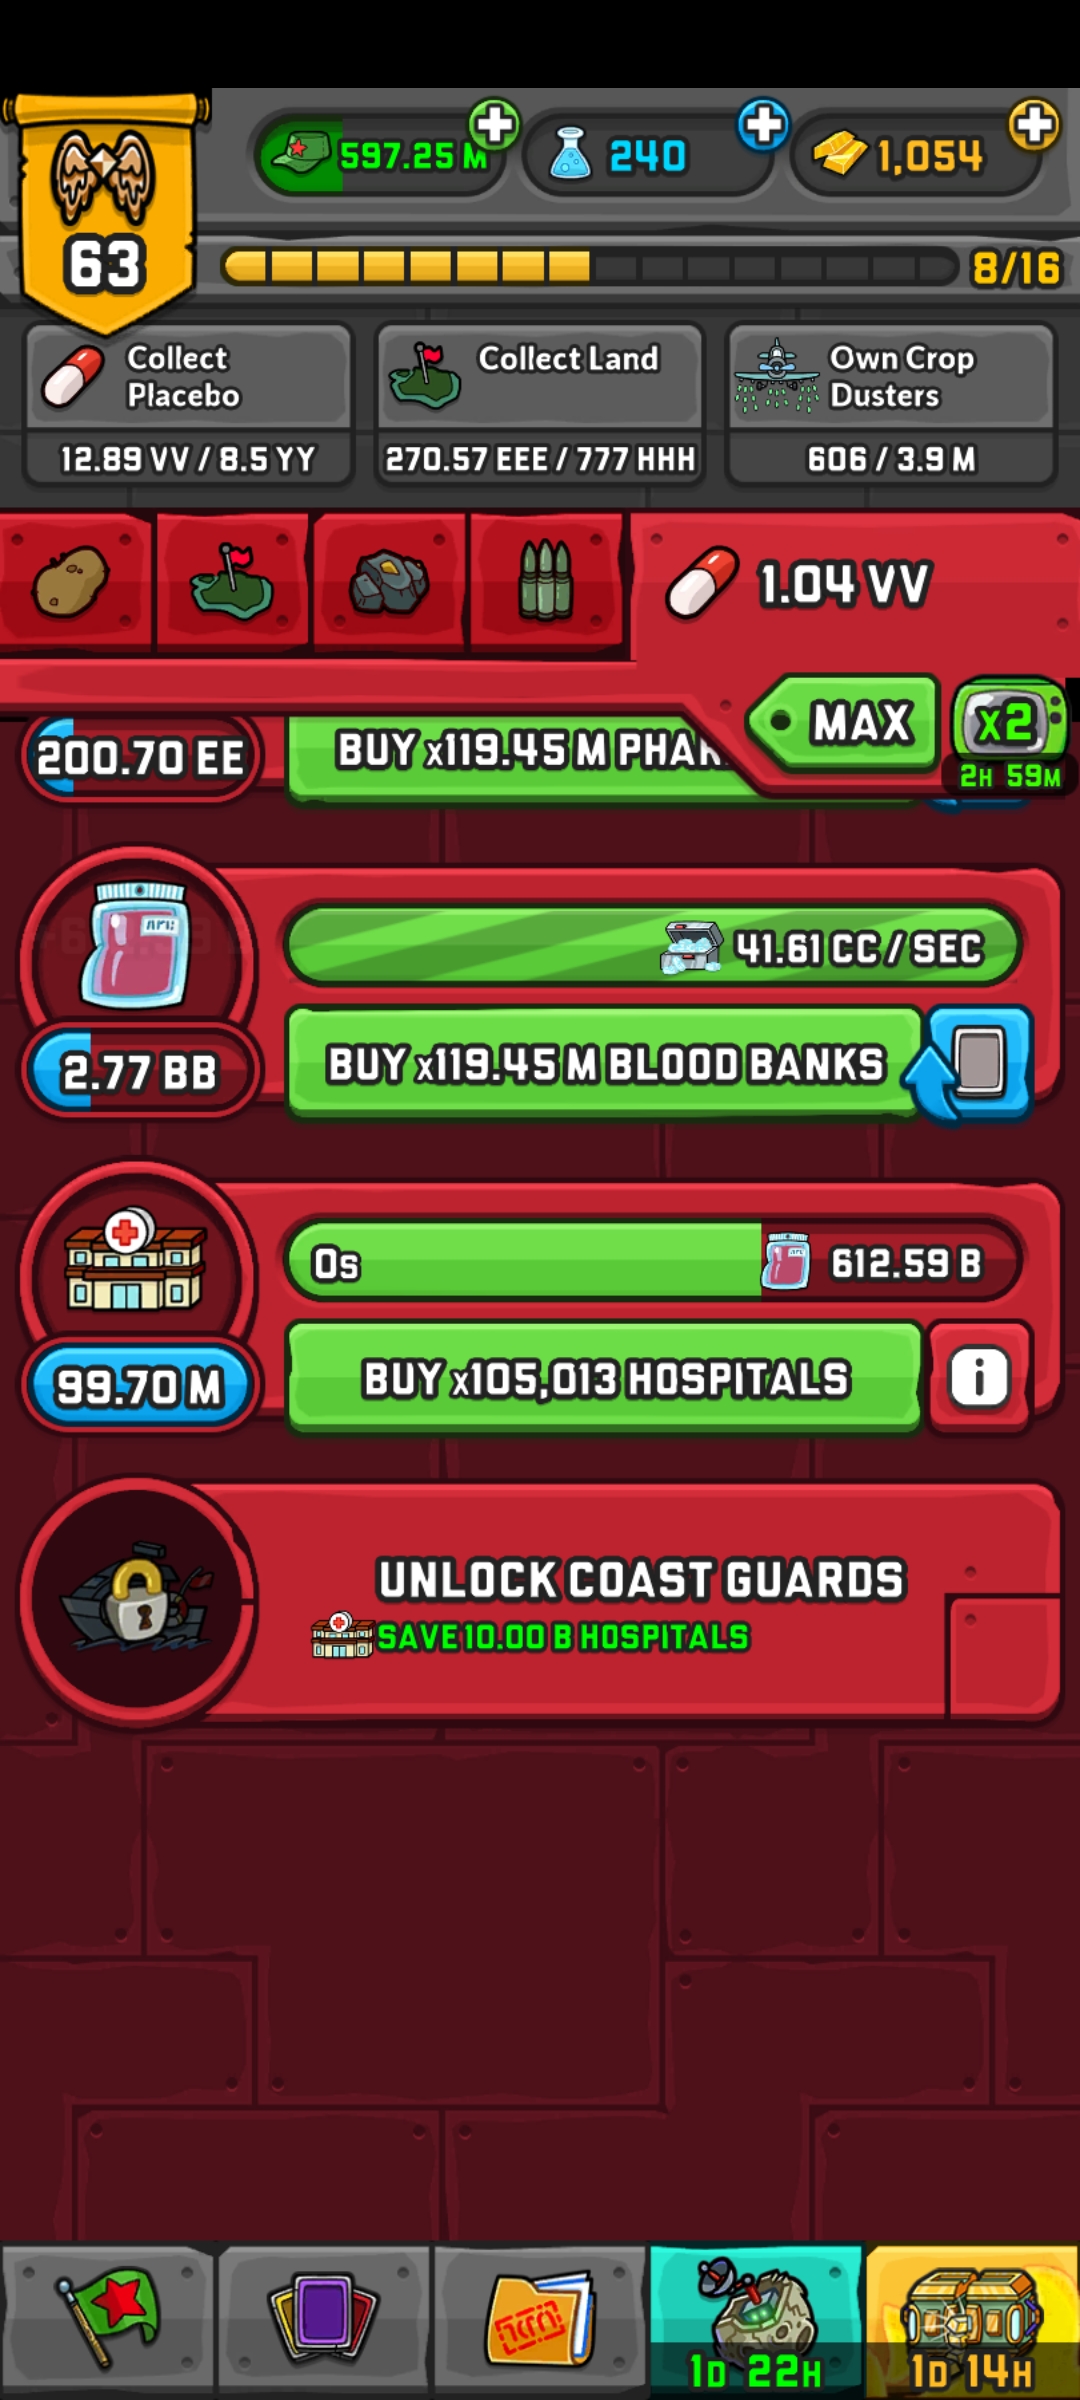 597.25 M
240
1,054
63
8/16
Collect
Placebo
12.89 VV / 8.5 YY
Collect Land
270.57 EEE / 777 HHH
Own Crop
Dusters
606 / 3.9 M
1.04 VV
MAX
X2
2H 59M
200.70 EE
BUY x119.45 M PHAR
41.61 CC / SEC
2.77 BB
BUY x119.45 M BLOOD BANKS
0s
612.59 B
99.70 M
BUY x105,013 HOSPITALS
i
UNLOCK COAST GUARDS
SAVE 10.00 B HOSPITALS
1D 22H
1D 14H